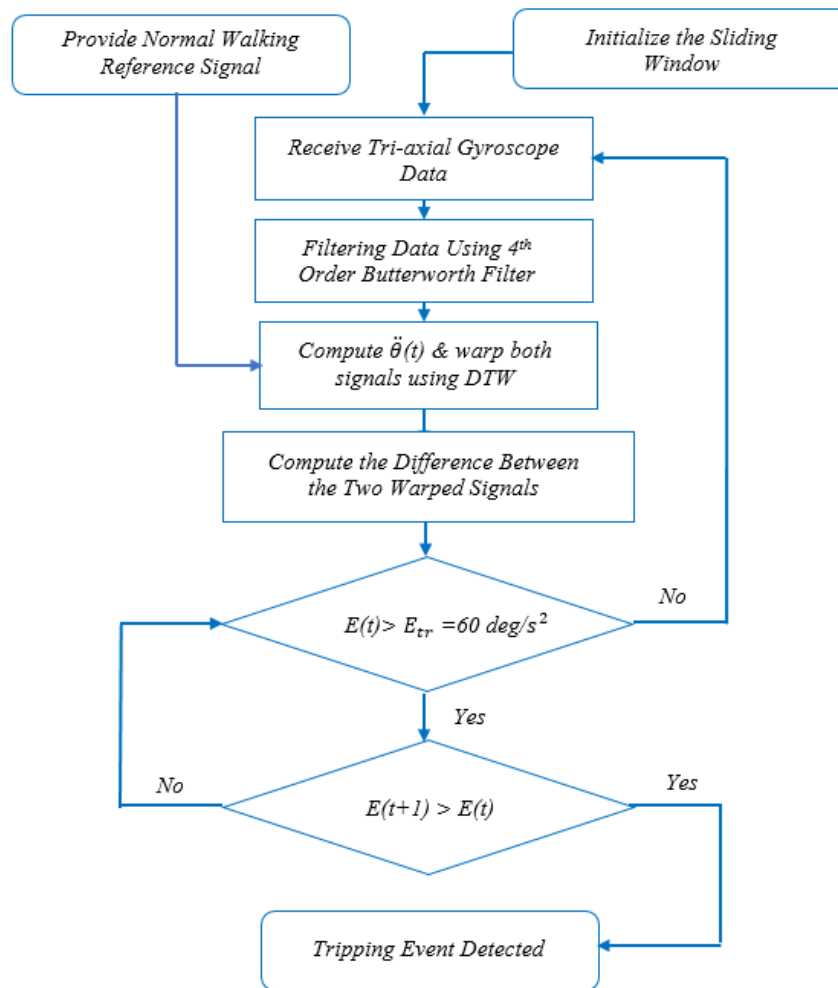 Provide Normal Walking
Reference Signal
Initialize the Sliding
Window
Receive Tri-axial Gyroscope
Data
Filtering Data Using 4ᵗʰ
Order Butterworth Filter
Compute θ̈(t) & warp both
signals using DTW
Compute the Difference Between
the Two Warped Signals
No
E(t)> Eₜᵣ =60 deg/s²
Yes
No
Yes
E(t+1) > E(t)
Tripping Event Detected